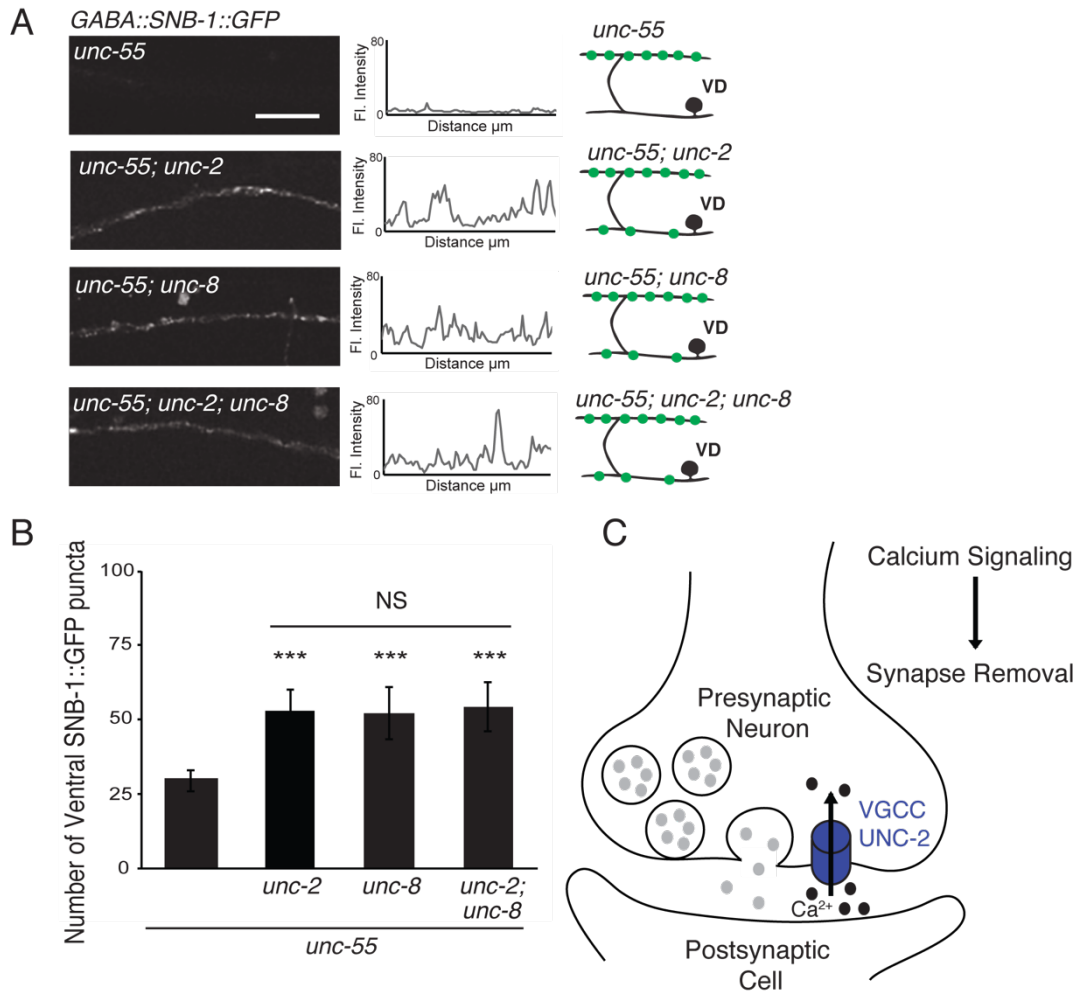 A
GABA::SNB-1::GFP
unc-55
80
Fl. Intensity
0
Distance µm
unc-55
VD
unc-55; unc-2
80
Fl. Intensity
0
Distance µm
unc-55; unc-2
VD
unc-55; unc-8
80
Fl. Intensity
0
Distance µm
unc-55; unc-8
VD
unc-55; unc-2; unc-8
80
Fl. Intensity
0
Distance µm
unc-55; unc-2; unc-8
VD
B
Number of Ventral SNB-1::GFP puncta
100
75
50
25
0
NS
*** *** ***
unc-2 unc-8 unc-2;
unc-8
unc-55
C
Calcium Signaling
Synapse Removal
Presynaptic
Neuron
VGCC
UNC-2
Ca²⁺
Postsynaptic
Cell